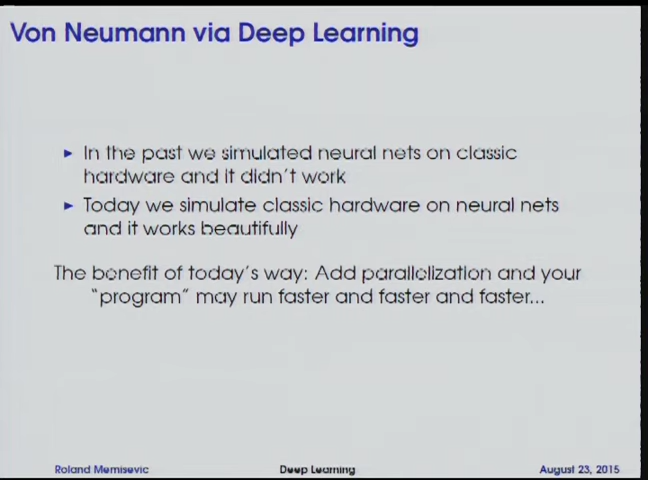 Von Neumann via Deep Learning
▶ In the past we simulated neural nets on classic
hardware and it didn't work
▶ Today we simulate classic hardware on neural nets
and it works beautifully
The benefit of today's way: Add parallelization and your
"program" may run faster and faster and faster...
Roland Memisevic
Deep Learning
August 23, 2015